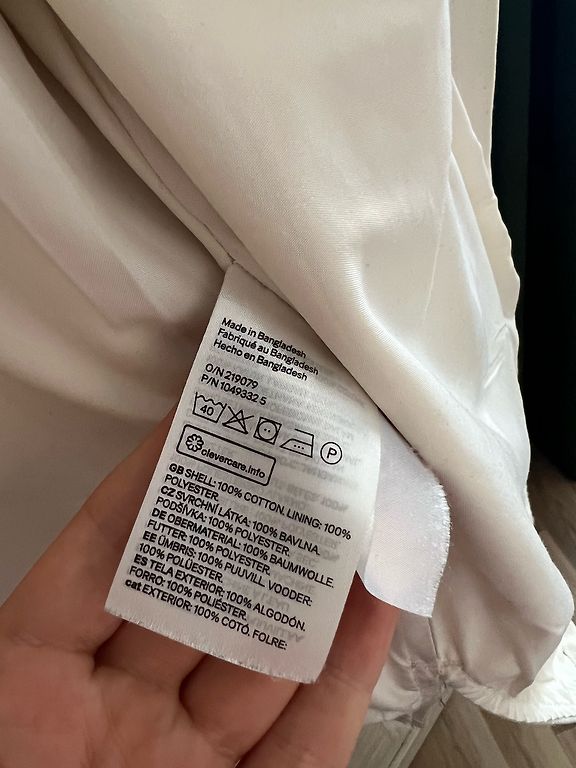 Made in Bangladesh
Fabriqué au Bangladesh
Hecho en Bangladesh
O/N 219079
P/N 1049332 5
40 P
clevercare.info
GB SHELL: 100% COTTON. LINING: 100%
POLYESTER.
CZ SVRCHNÍ LÁTKA: 100% BAVLNA.
PODŠÍVKA: 100% POLYESTER.
DE OBERMATERIAL: 100% BAUMWOLLE.
FUTTER: 100% POLYESTER.
EE ÜMBRIS: 100% PUUVILL. VOODER:
100% POLÜESTER.
ES TELA EXTERIOR: 100% ALGODÓN.
FORRO: 100% POLIÉSTER.
cat EXTERIOR: 100% COTÓ. FOLRE: